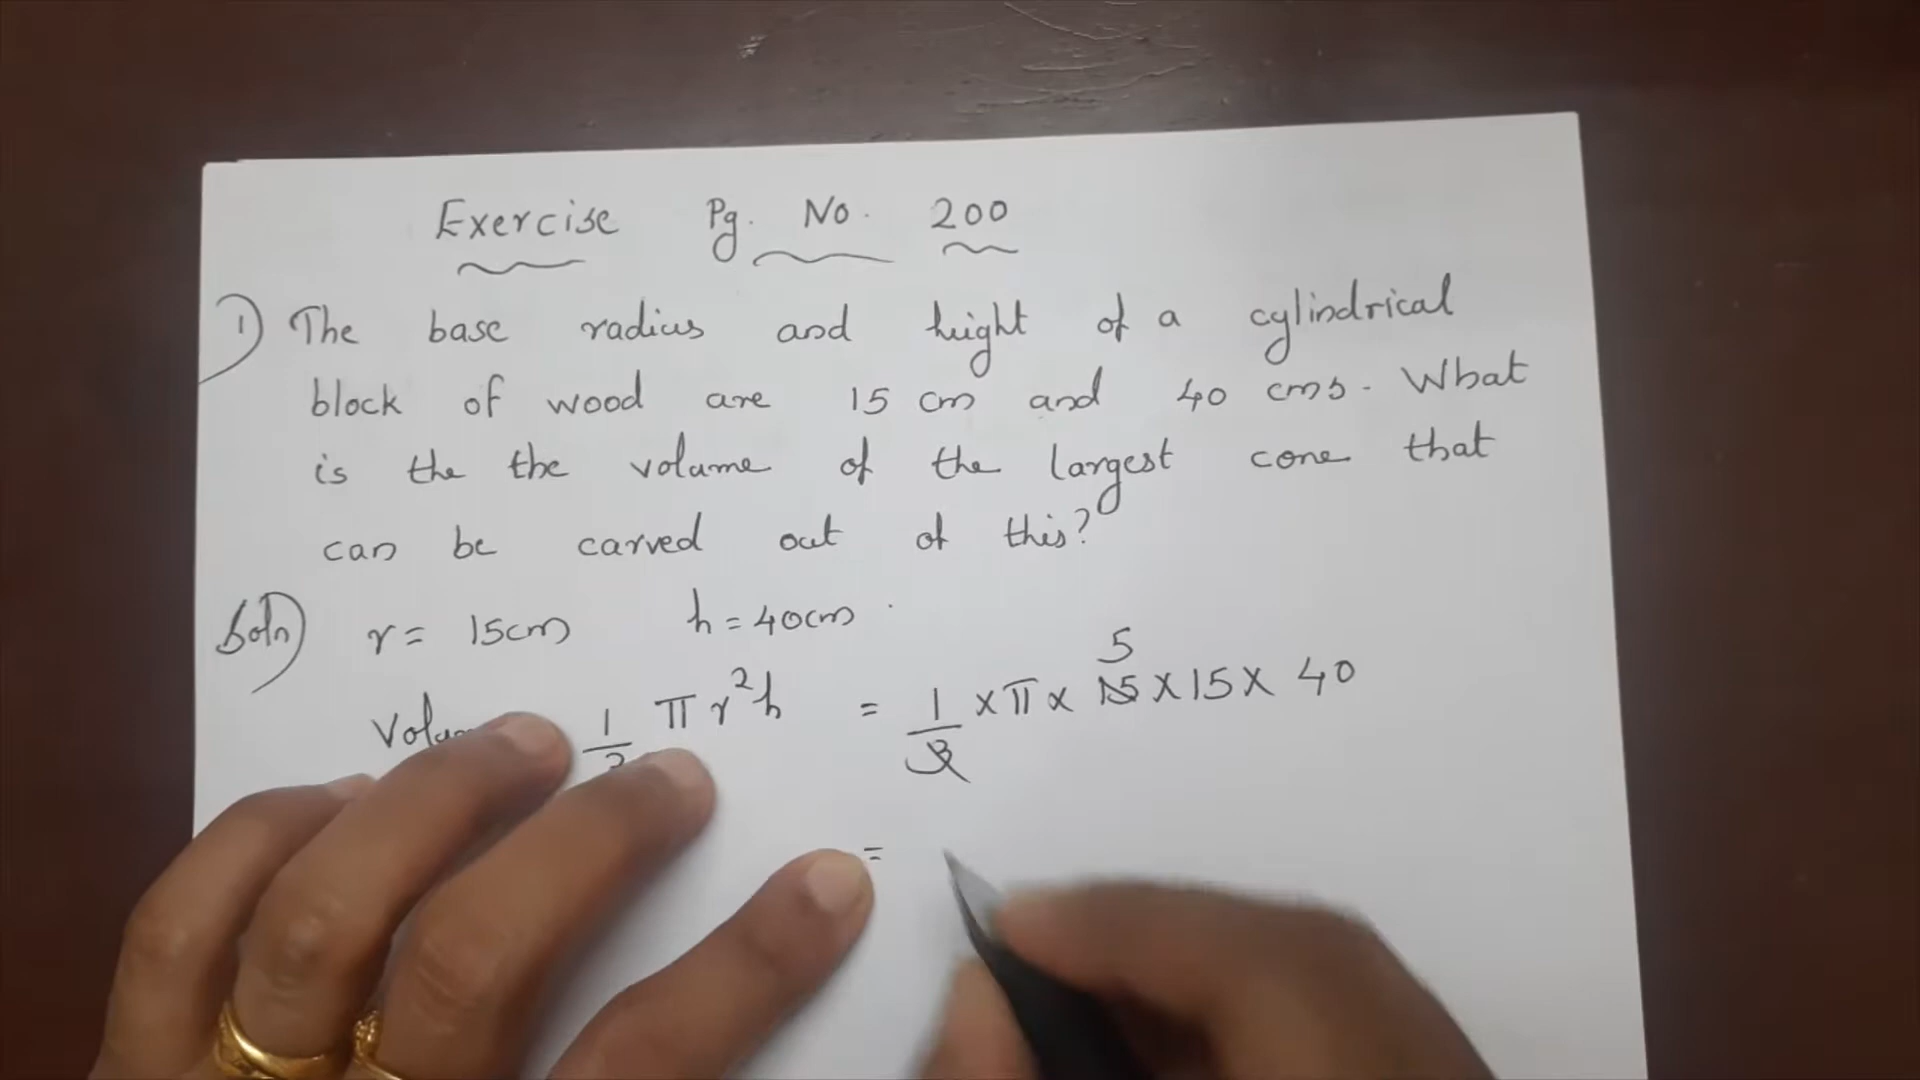 Exercise Pg. No. 200
1) The base radius and height of a cylindrical
block of wood are 15 cm and 40 cms. What
is the the volume of the largest cone that
can be carved out of this?
Soln) r = 15cm h = 40cm.
5
1 π r²h = 1/3 × π × 15 × 15 × 40
=